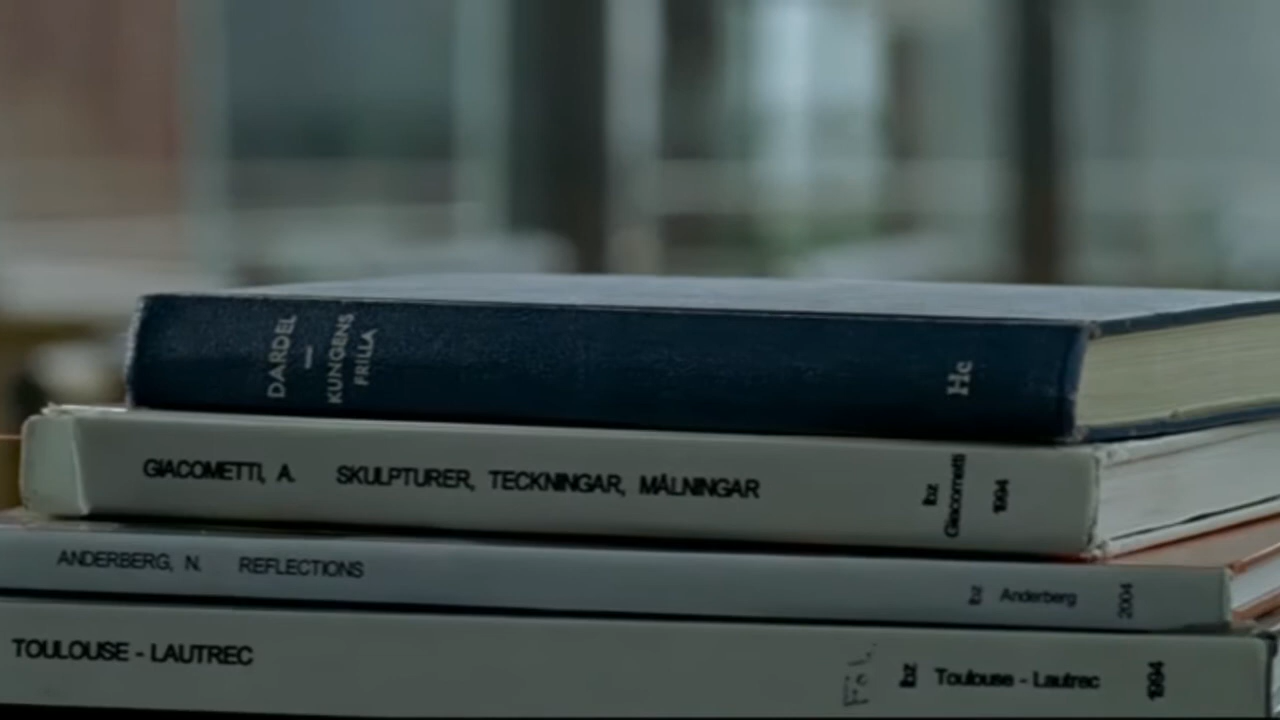 DARDEL
—
KUNGENS
FRILLA
Hc
GIACOMETTI, A. SKULPTURER, TECKNINGAR, MÅLNINGAR
Ibz
Giacometti
1994
ANDERBERG, N. REFLECTIONS
Ibz Anderberg 2004
TOULOUSE - LAUTREC
Ibz Toulouse - Lautrec 1994